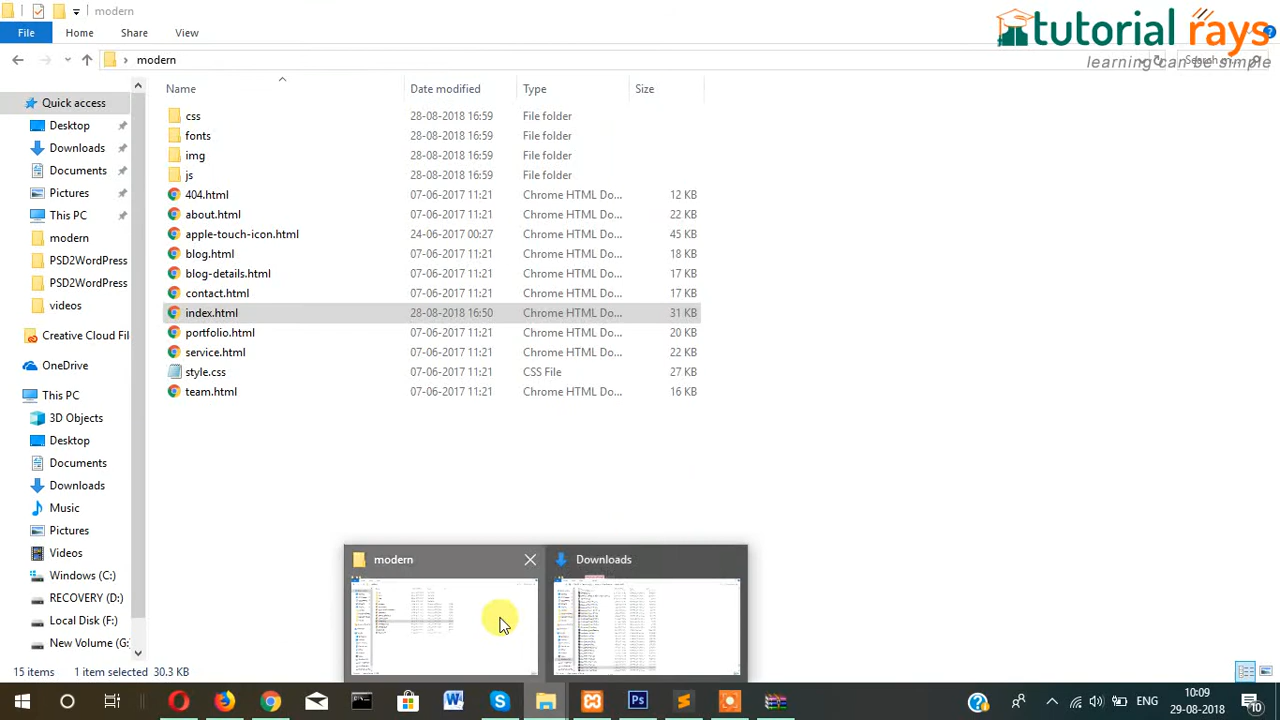 modern
File Home Share View
tutorial rays
learning can be simple
modern
Name Date modified Type Size
Quick access
Desktop
Downloads
Documents
Pictures
This PC
modern
PSD2WordPress
PSD2WordPress
videos
Creative Cloud Fil
OneDrive
This PC
3D Objects
Desktop
Documents
Downloads
Music
Pictures
Videos
Windows (C:)
RECOVERY (D:)
Local Disk (F:)
New Volume (G:
css 28-08-2018 16:59 File folder
fonts 28-08-2018 16:59 File folder
img 28-08-2018 16:59 File folder
js 28-08-2018 16:59 File folder
404.html 07-06-2017 11:21 Chrome HTML Do... 12 KB
about.html 07-06-2017 11:21 Chrome HTML Do... 22 KB
apple-touch-icon.html 24-06-2017 00:27 Chrome HTML Do... 45 KB
blog.html 07-06-2017 11:21 Chrome HTML Do... 18 KB
blog-details.html 07-06-2017 11:21 Chrome HTML Do... 17 KB
contact.html 07-06-2017 11:21 Chrome HTML Do... 17 KB
index.html 28-08-2018 16:50 Chrome HTML Do... 31 KB
portfolio.html 07-06-2017 11:21 Chrome HTML Do... 20 KB
service.html 07-06-2017 11:21 Chrome HTML Do... 22 KB
style.css 07-06-2017 11:21 CSS File 27 KB
team.html 07-06-2017 11:21 Chrome HTML Do... 16 KB
modern Downloads
15 items 1 item selected
ENG 10:09
29-08-2018 10